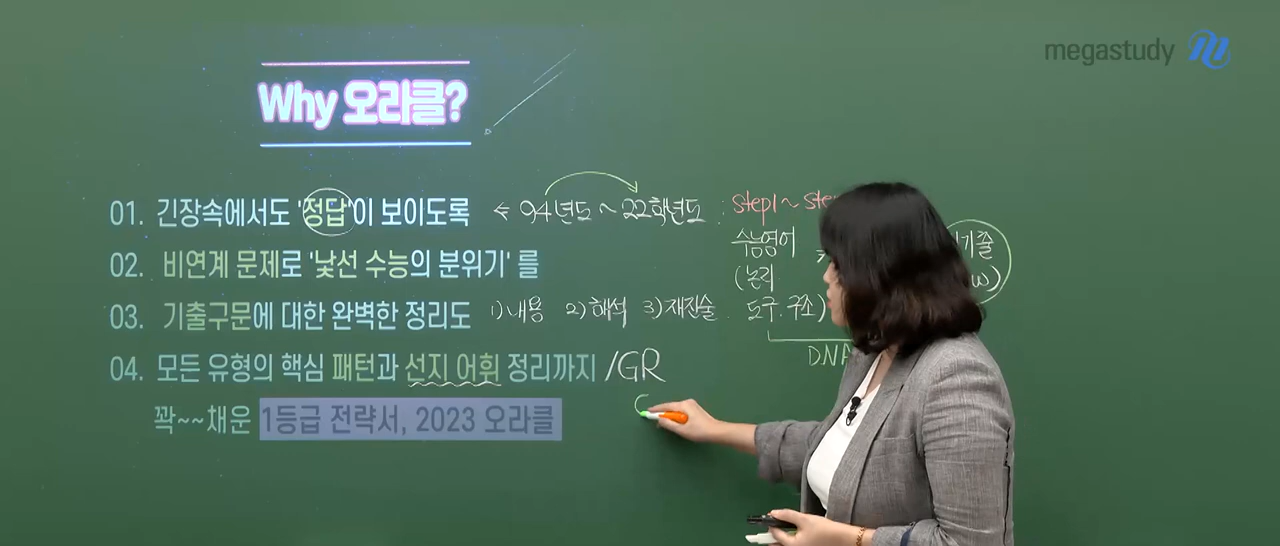 megastudy
Why 오라클?
01. 긴장속에서도 '정답'이 보이도록 ← 94년도 ~ 22학년도 : Step1 ~ Ste
02. 비연계 문제로 '낯선 수능의 분위기' 를 수능영어
(논리
03. 기출구문에 대한 완벽한 정리도 1) 내용 2) 해석 3) 재진술 도구.구소)
DNA
04. 모든 유형의 핵심 패턴과 선지 어휘 정리까지 /GR
꽉~~채운 1등급 전략서, 2023 오라클